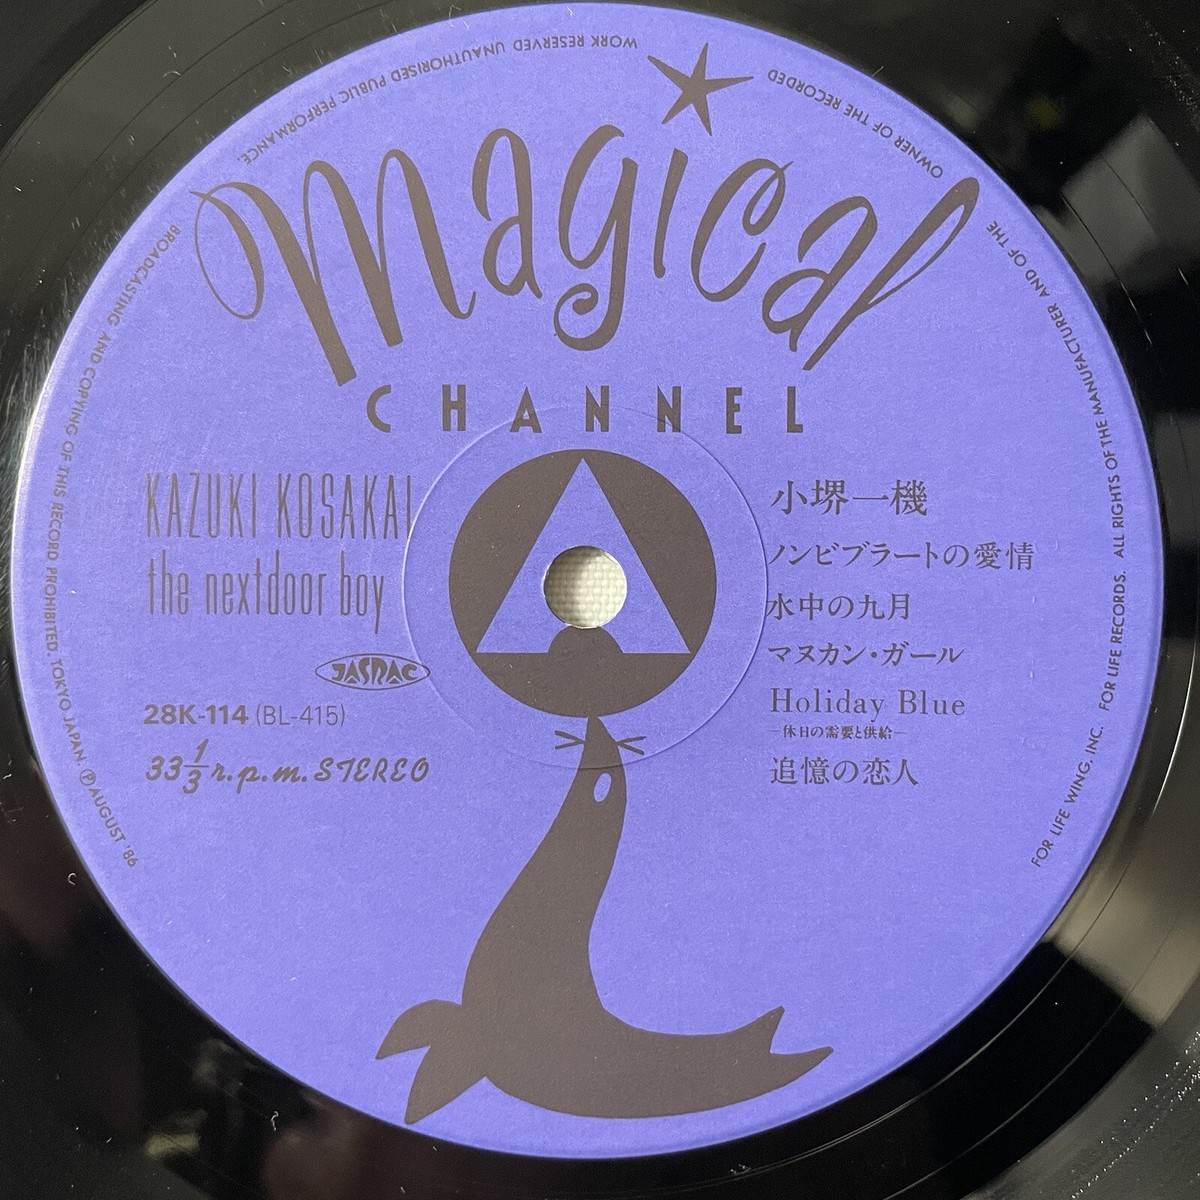 magical
CHANNEL
KAZUKI KOSAKAI
the nextdoor boy
JASRAC
28K-114 (BL-415)
33 1/3 r.p.m. STEREO
A
小堺一機
ノンビブラートの愛情
水中の九月
マヌカン・ガール
Holiday Blue
―休日の需要と供給―
追憶の恋人
FOR LIFE WING, INC. FOR LIFE RECORDS. ALL RIGHTS OF THE MANUFACTURER AND OF THE OWNER OF THE RECORDED WORK RESERVED UNAUTHORISED PUBLIC PERFORMANCE, BROADCASTING AND COPYING OF THIS RECORD PROHIBITED. TOKYO JAPAN. ℗AUGUST '86